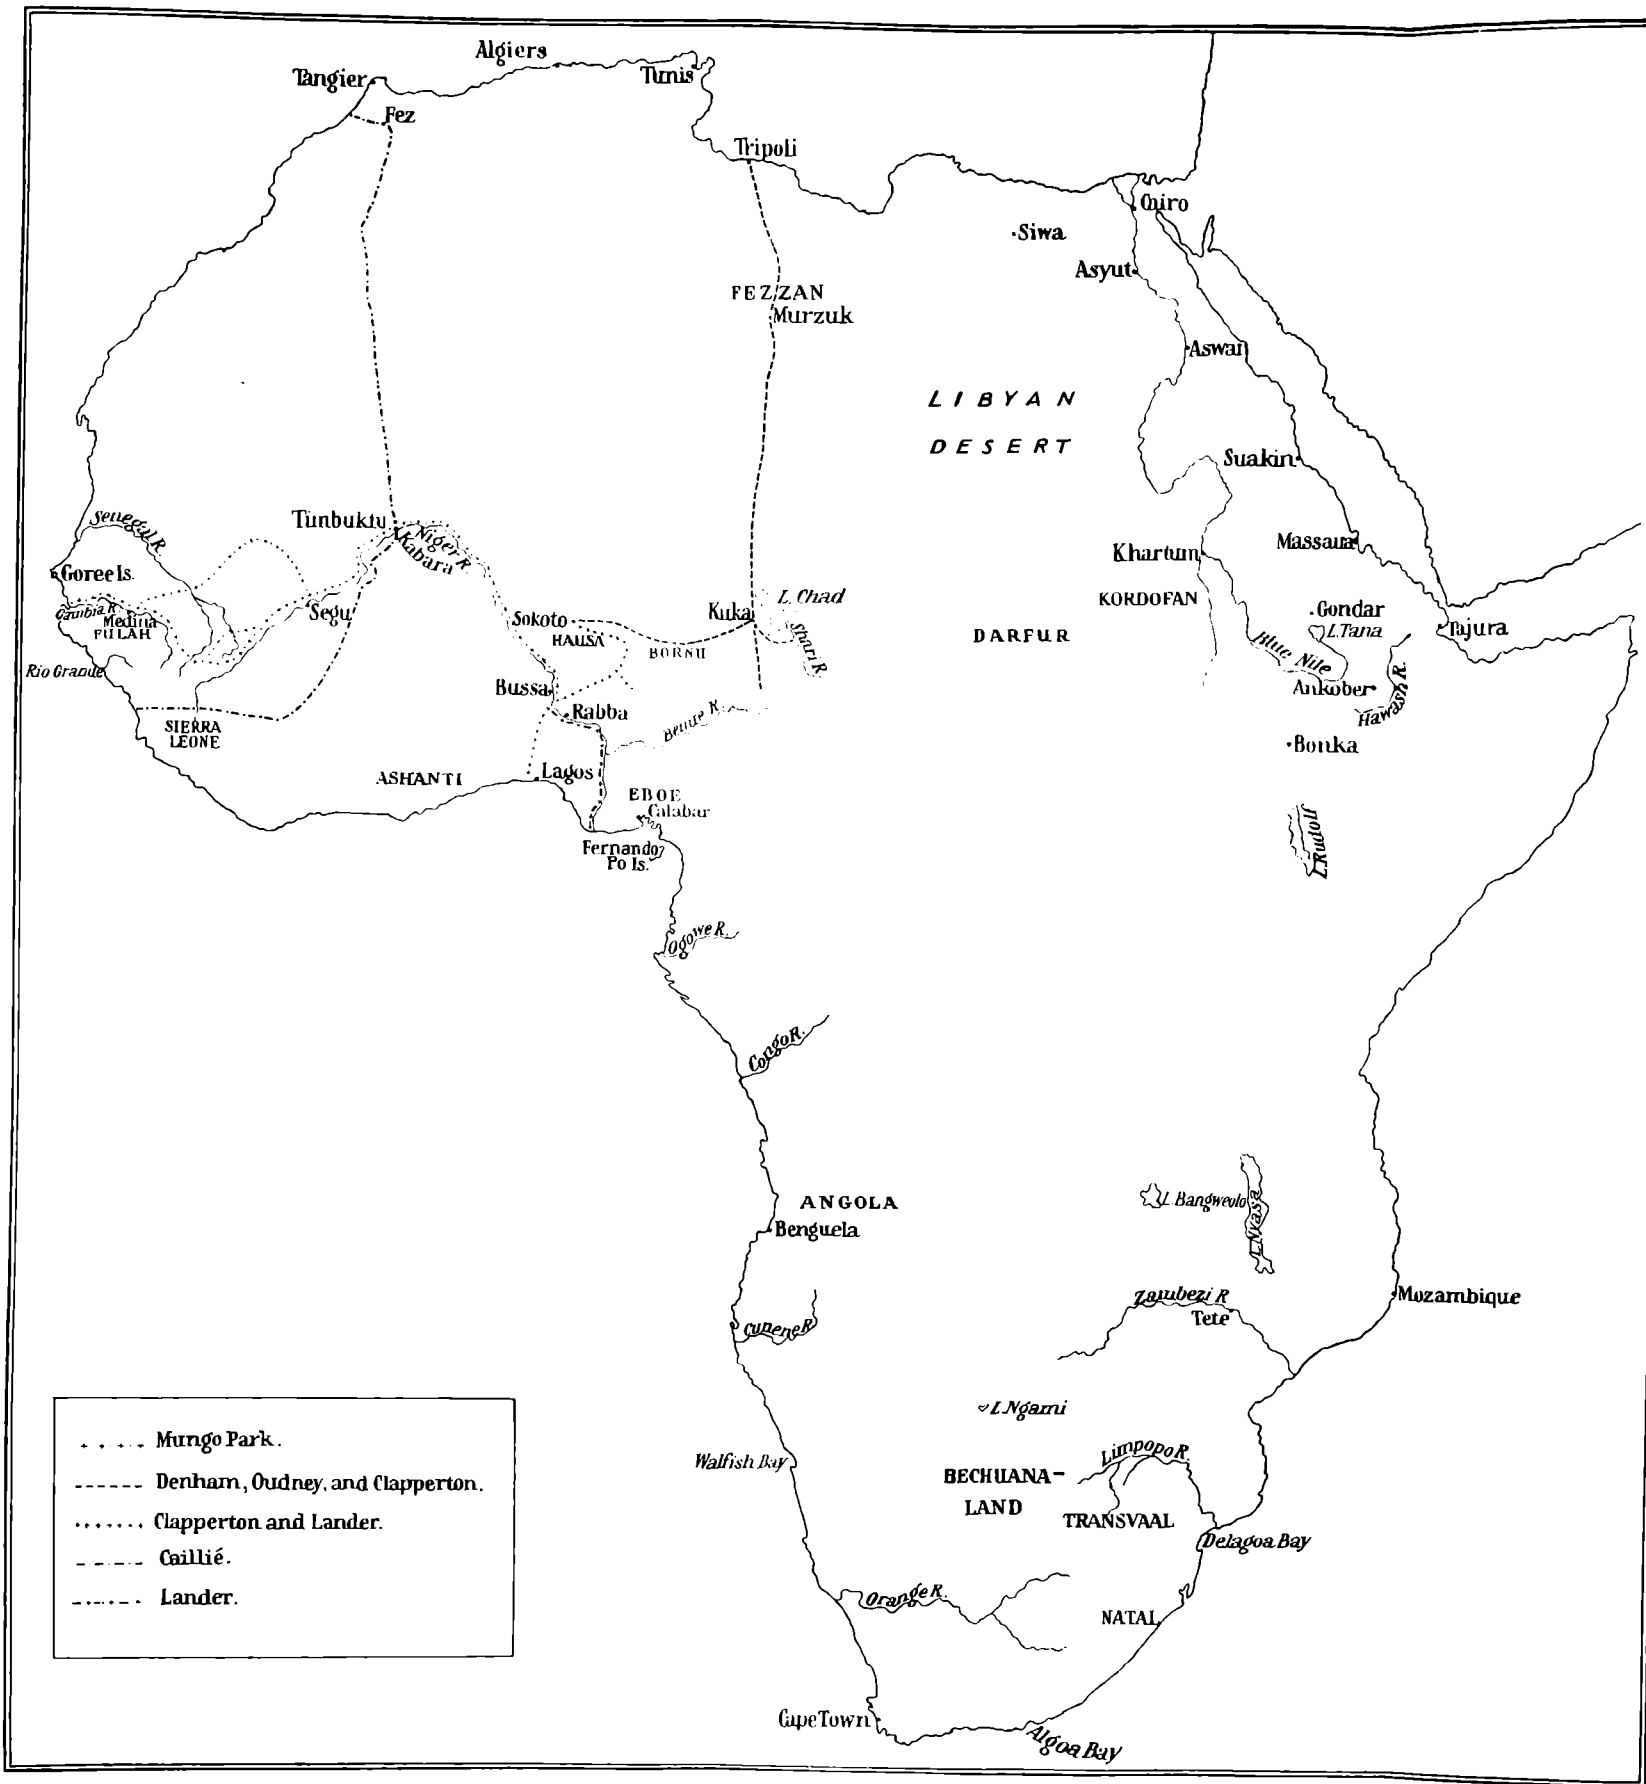 Algiers
Tangier
Tunis
Fez
Tripoli
Cairo
Siwa
Asyut
FEZZAN
Murzuk
Aswan
LIBYAN
DESERT
Suakin
Senegal R.
Timbuktu
Niger R.
Kabara
Khartum
Massaua
Goree Is.
Gambia R.
Medina
FULAH
Segu
Sokoto
HAUSA
Kuka
L. Chad
Shari R.
BORNU
KORDOFAN
DARFUR
Gondar
L. Tana
Tajura
Blue Nile
Rio Grande
Bussa
Rabba
Benue R.
Ankober
Hawash R.
SIERRA
LEONE
Bonka
ASHANTI
Lagos
EBOE
Calabar
Fernando
Po Is.
L. Rudolf
Ogowe R.
Congo R.
ANGOLA
Benguela
L. Bangweolo
L. Nyasa
Zambezi R
Tete
Mozambique
Cunene R
L. Ngami
Walfish Bay
Limpopo R.
BECHUANA-
LAND
TRANSVAAL
Delagoa Bay
Mungo Park.
Denham, Oudney, and Clapperton.
Clapperton and Lander.
Caillié.
Lander.
Orange R.
NATAL
Cape Town
Algoa Bay